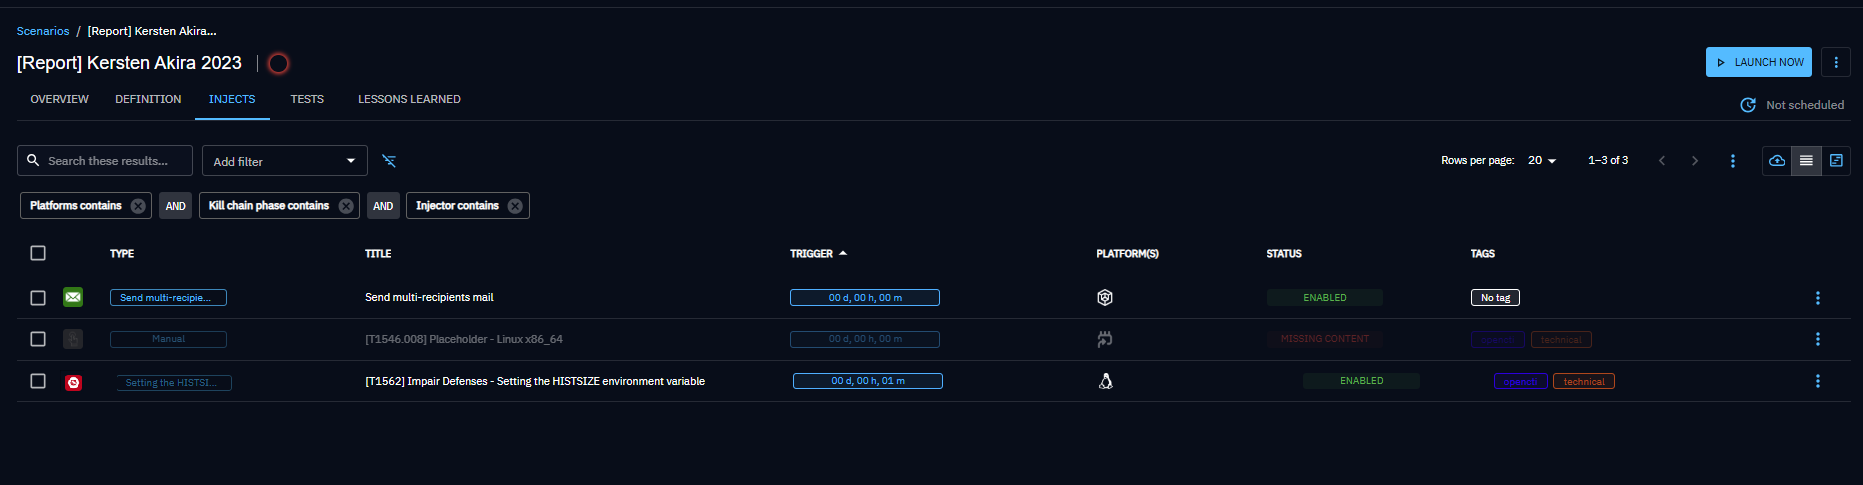 Scenarios / [Report] Kersten Akira...
[Report] Kersten Akira 2023
LAUNCH NOW
OVERVIEW DEFINITION INJECTS TESTS LESSONS LEARNED
Not scheduled
Search these results... Add filter Rows per page: 20 1–3 of 3
Platforms contains AND Kill chain phase contains AND Injector contains
TYPE TITLE TRIGGER PLATFORM(S) STATUS TAGS
Send multi-recipie... Send multi-recipients mail 00 d, 00 h, 00 m ENABLED No tag
Manual [T1546.008] Placeholder - Linux x86_64 00 d, 00 h, 00 m MISSING CONTENT opencti technical
Setting the HISTSI... [T1562] Impair Defenses - Setting the HISTSIZE environment variable 00 d, 00 h, 01 m ENABLED opencti technical